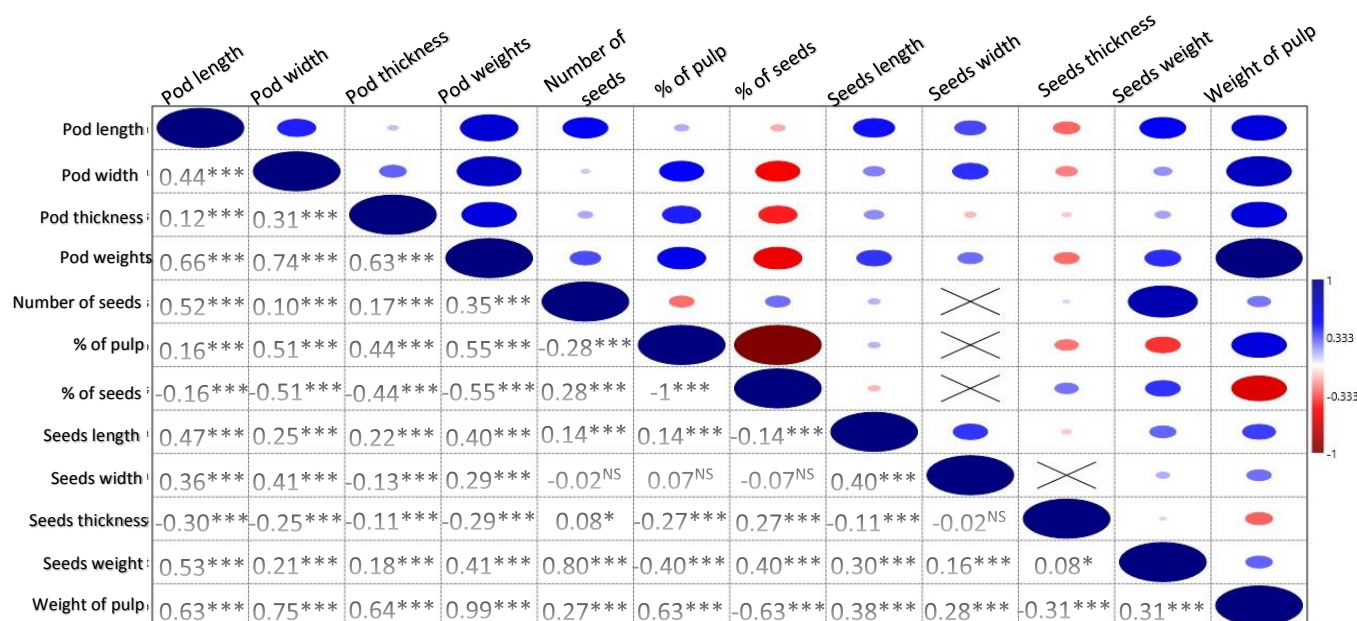 Pod length Pod width Pod thickness Pod weights Number of seeds % of pulp % of seeds Seeds length Seeds width Seeds thickness Seeds weight Weight of pulp
Pod length
Pod width 0.44***
Pod thickness 0.12*** 0.31***
Pod weights 0.66*** 0.74*** 0.63***
Number of seeds 0.52*** 0.10*** 0.17*** 0.35***
% of pulp 0.16*** 0.51*** 0.44*** 0.55*** -0.28***
% of seeds -0.16*** -0.51*** -0.44*** -0.55*** 0.28*** -1***
Seeds length 0.47*** 0.25*** 0.22*** 0.40*** 0.14*** 0.14*** -0.14***
Seeds width 0.36*** 0.41*** -0.13*** 0.29*** -0.02NS 0.07NS -0.07NS 0.40***
Seeds thickness -0.30*** -0.25*** -0.11*** -0.29*** 0.08* -0.27*** 0.27*** -0.11*** -0.02NS
Seeds weight 0.53*** 0.21*** 0.18*** 0.41*** 0.80*** -0.40*** 0.40*** 0.30*** 0.16*** 0.08*
Weight of pulp 0.63*** 0.75*** 0.64*** 0.99*** 0.27*** 0.63*** -0.63*** 0.38*** 0.28*** -0.31*** 0.31***
1
0.333
-0.333
-1